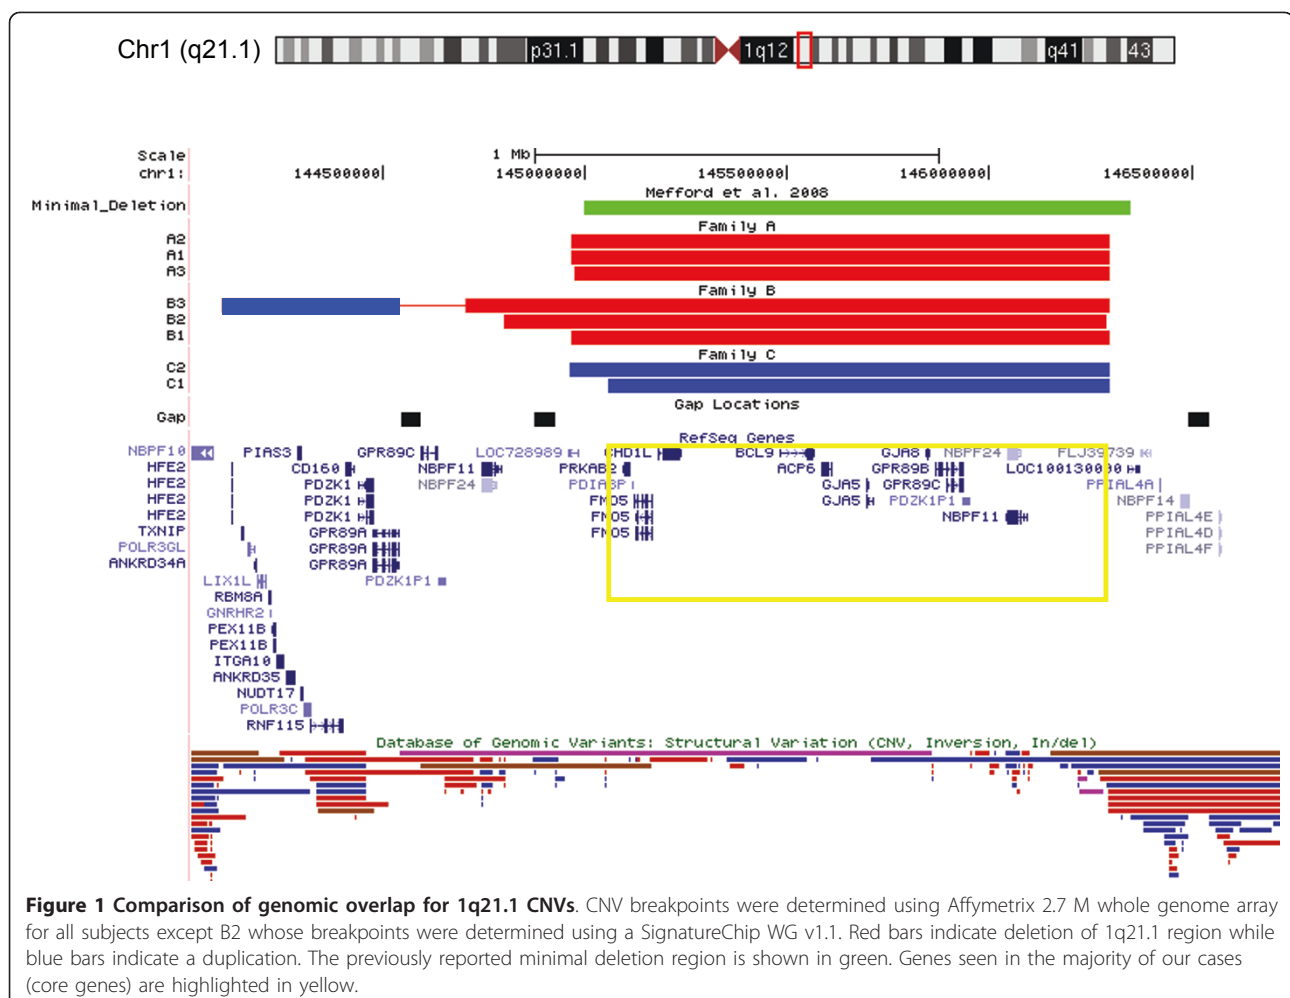 Chr1 (q21.1) p31.1 1q12 q41 43
Scale 1 Mb
chr1: 144500000 145000000 145500000 146000000 146500000
Mefford et al. 2008
Minimal_Deletion
Family A
A2
A1
A3
Family B
B3
B2
B1
Family C
C2
C1
Gap Locations
Gap
RefSeq Genes
NBPF10 PIAS3 GPR89C LOC728989 CHD1L BCL9 GJA8 NBPF24 FLJ39739
HFE2 CD160 NBPF11 PRKAB2 ACP6 GPR89B LOC100130000
HFE2 PDZK1 NBPF24 PDIA3P GJA5 GPR89C PPIAL4A
HFE2 PDZK1 FMO5 GJA5 PDZK1P1 NBPF14
HFE2 PDZK1 FMO5 NBPF11 PPIAL4E
TXNIP GPR89A FMO5 PPIAL4D
POLR3GL GPR89A PPIAL4F
ANKRD34A GPR89A
LIX1L PDZK1P1
RBM8A
GNRHR2
PEX11B
PEX11B
ITGA10
ANKRD35
NUDT17
POLR3C
RNF115
Database of Genomic Variants: Structural Variation (CNV, Inversion, In/del)
Figure 1 Comparison of genomic overlap for 1q21.1 CNVs. CNV breakpoints were determined using Affymetrix 2.7 M whole genome array
for all subjects except B2 whose breakpoints were determined using a SignatureChip WG v1.1. Red bars indicate deletion of 1q21.1 region while
blue bars indicate a duplication. The previously reported minimal deletion region is shown in green. Genes seen in the majority of our cases
(core genes) are highlighted in yellow.